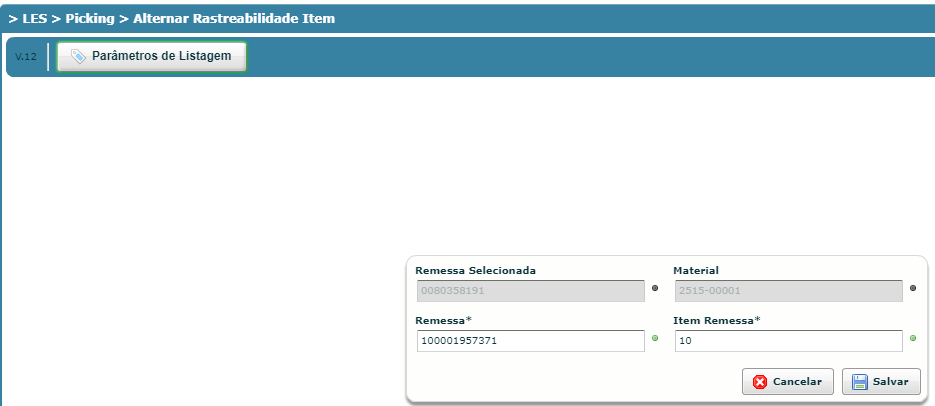 > LES > Picking > Alternar Rastreabilidade Item
V.12 Parâmetros de Listagem
Remessa Selecionada Material
0080358191 2515-00001
Remessa* Item Remessa*
100001957371 10
Cancelar Salvar